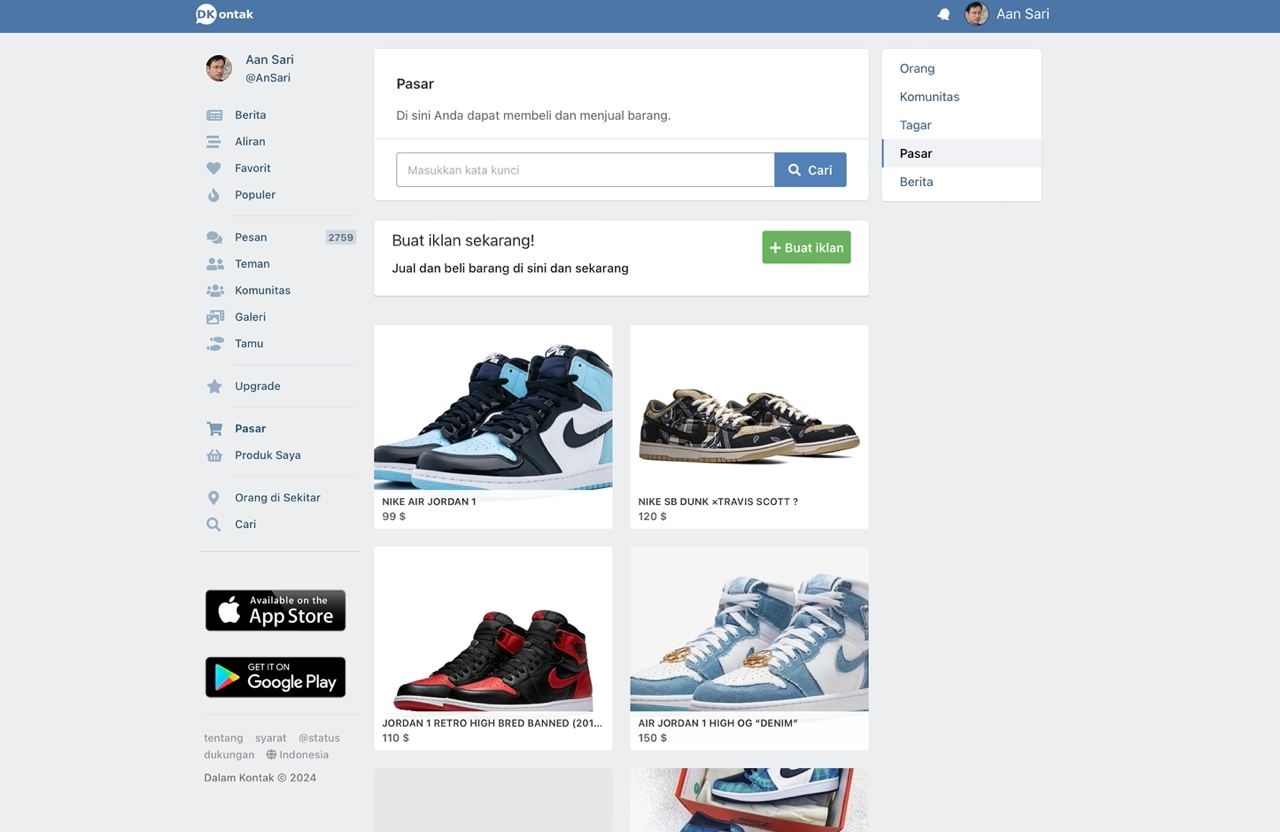 DKontak
Aan Sari
Aan Sari
@AnSari
Berita
Aliran
Favorit
Populer
Pesan 2759
Teman
Komunitas
Galeri
Tamu
Upgrade
Pasar
Produk Saya
Orang di Sekitar
Cari
Available on the
App Store
GET IT ON
Google Play
tentang syarat @status
dukungan Indonesia
Dalam Kontak © 2024
Pasar
Di sini Anda dapat membeli dan menjual barang.
Masukkan kata kunci
Cari
Buat iklan sekarang!
Jual dan beli barang di sini dan sekarang
+ Buat iklan
NIKE AIR JORDAN 1
99 $
NIKE SB DUNK ×TRAVIS SCOTT ?
120 $
JORDAN 1 RETRO HIGH BRED BANNED (201...
110 $
AIR JORDAN 1 HIGH OG “DENIM”
150 $
Orang
Komunitas
Tagar
Pasar
Berita